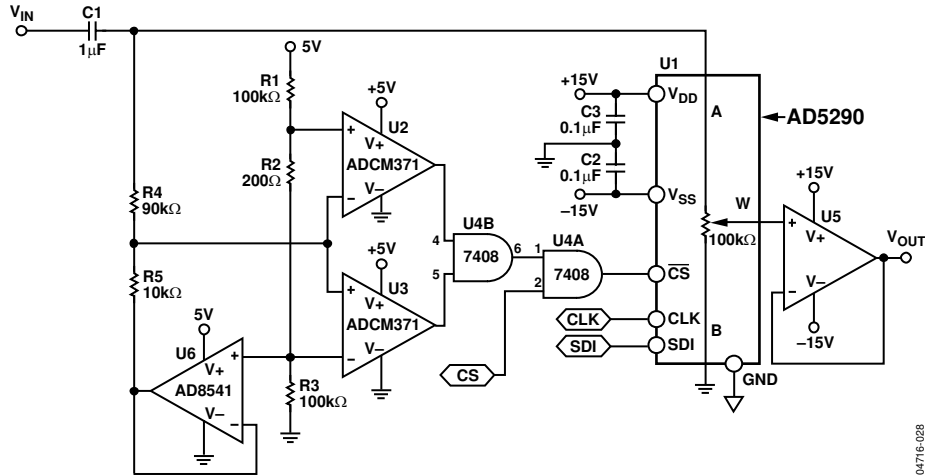 VIN
C1
1μF
5V
R1
100kΩ
+5V
U2
+
V+
ADCM371
V–
–
R2
200Ω
R4
90kΩ
R5
10kΩ
+5V
U3
+
V+
ADCM371
V–
–
4
5
U4B
7408
6
1
2
U4A
7408
CS
5V
U6
+
V+
AD8541
V–
–
R3
100kΩ
+15V
C3
0.1μF
C2
0.1μF
–15V
U1
VDD
VSS
CS
CLK
CLK
SDI
SDI
A
W
100kΩ
B
GND
AD5290
+15V
U5
+
V+
V–
–
–15V
VOUT
04716-028